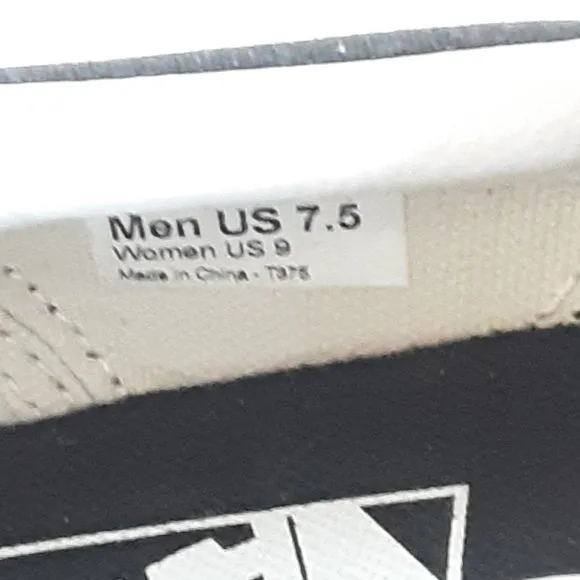 Men US 7.5
Women US 9
Made in China - T975